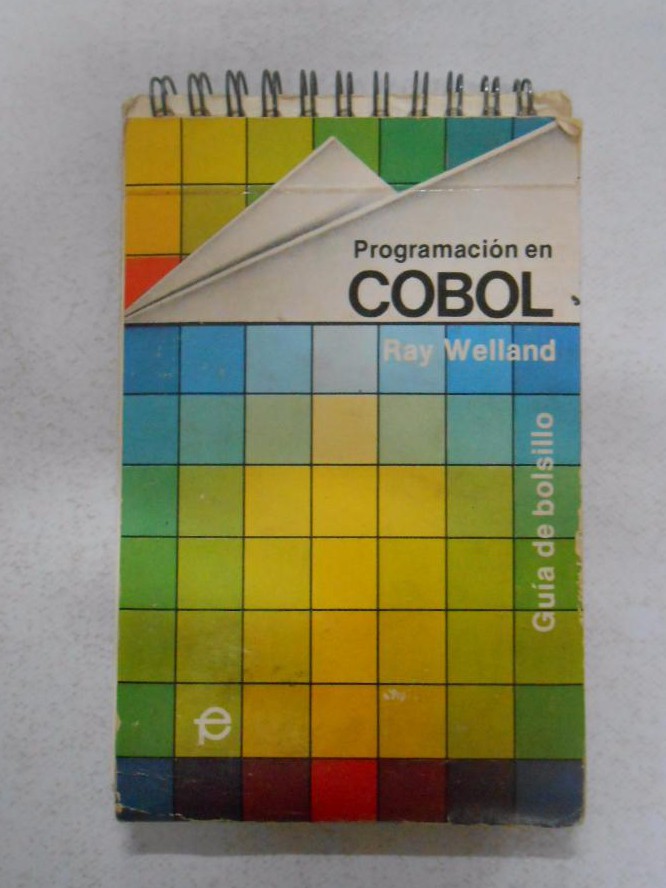 Programación en
COBOL
Ray Welland
Guía de bolsillo